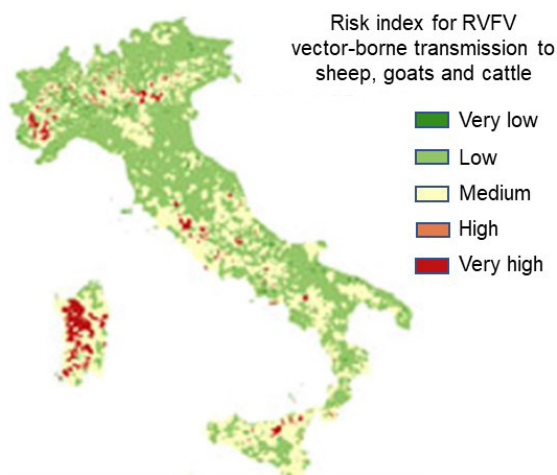 Risk index for RVFV
vector-borne transmission to
sheep, goats and cattle
Very low
Low
Medium
High
Very high